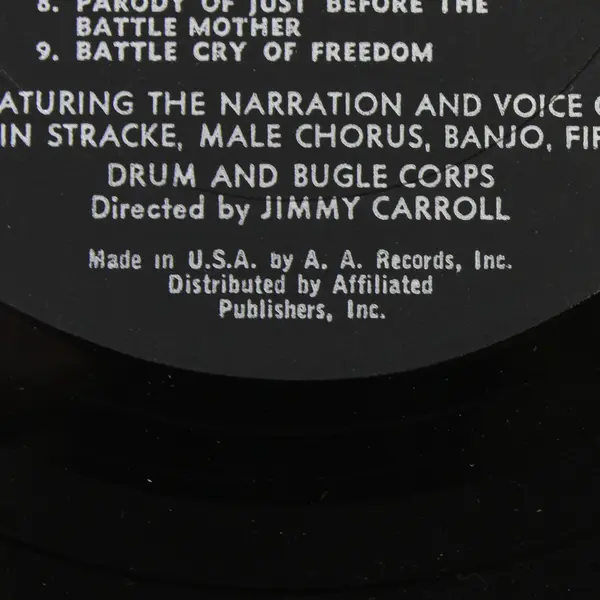 8. PARODY OF JUST BEFORE THE
BATTLE MOTHER
9. BATTLE CRY OF FREEDOM
ATURING THE NARRATION AND VOICE
IN STRACKE, MALE CHORUS, BANJO, FIF
DRUM AND BUGLE CORPS
Directed by JIMMY CARROLL
Made in U.S.A. by A. A. Records, Inc.
Distributed by Affiliated
Publishers, Inc.